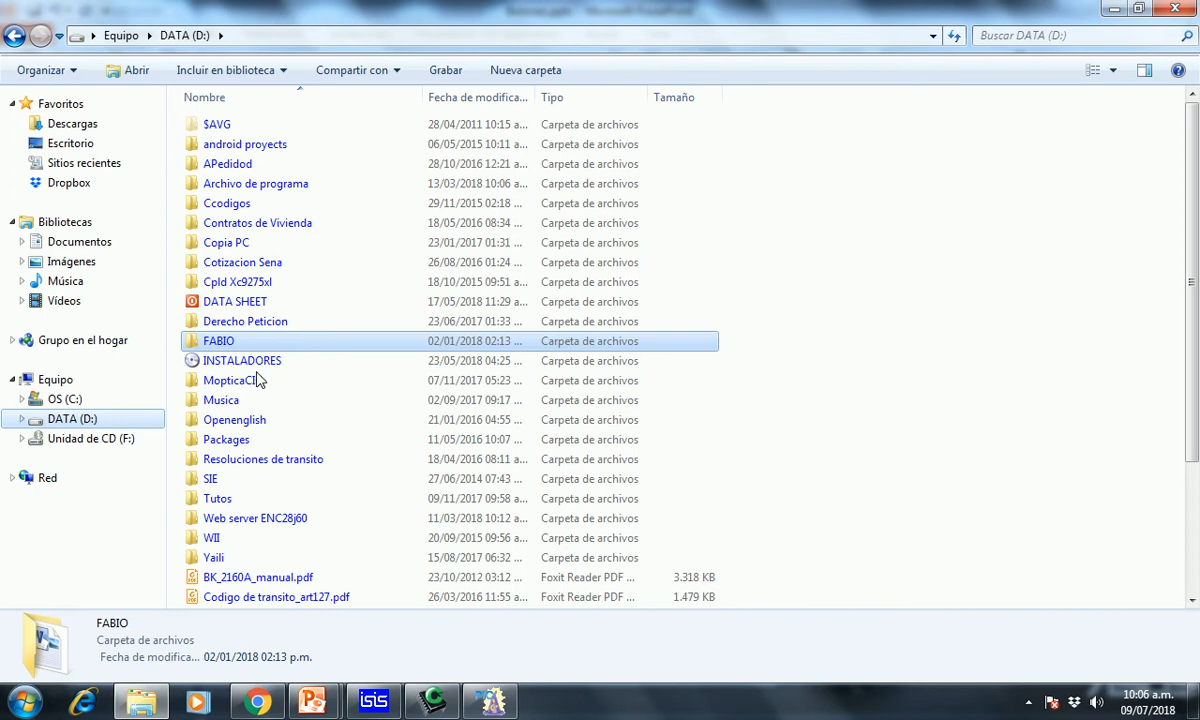 Equipo DATA (D:)
Buscar DATA (D:)
Organizar Abrir Incluir en biblioteca Compartir con Grabar Nueva carpeta
Nombre Fecha de modifica... Tipo Tamaño
Favoritos
Descargas
Escritorio
Sitios recientes
Dropbox
Bibliotecas
Documentos
Imágenes
Música
Vídeos
Grupo en el hogar
Equipo
OS (C:)
DATA (D:)
Unidad de CD (F:)
Red
$AVG 28/04/2011 10:15 a... Carpeta de archivos
android proyects 06/05/2015 10:11 a... Carpeta de archivos
APedidod 28/10/2016 12:21 a... Carpeta de archivos
Archivo de programa 13/03/2018 10:06 a... Carpeta de archivos
Ccodigos 29/11/2015 02:18 ... Carpeta de archivos
Contratos de Vivienda 18/05/2016 08:34 ... Carpeta de archivos
Copia PC 23/01/2017 01:31 ... Carpeta de archivos
Cotizacion Sena 26/08/2016 01:24 ... Carpeta de archivos
Cpld Xc9275xl 18/10/2015 09:51 ... Carpeta de archivos
DATA SHEET 17/05/2018 11:29 a... Carpeta de archivos
Derecho Peticion 23/06/2017 01:33 ... Carpeta de archivos
FABIO 02/01/2018 02:13 ... Carpeta de archivos
INSTALADORES 23/05/2018 04:25 ... Carpeta de archivos
MopticaCI 07/11/2017 05:23 ... Carpeta de archivos
Musica 02/09/2017 09:17 ... Carpeta de archivos
Openenglish 21/01/2016 04:55 ... Carpeta de archivos
Packages 11/05/2016 10:07 ... Carpeta de archivos
Resoluciones de transito 18/04/2016 08:11 ... Carpeta de archivos
SIE 27/06/2014 07:43 ... Carpeta de archivos
Tutos 09/11/2017 09:58 a... Carpeta de archivos
Web server ENC28j60 11/03/2018 10:12 a... Carpeta de archivos
WII 20/09/2015 09:56 a... Carpeta de archivos
Yaili 15/08/2017 06:32 ... Carpeta de archivos
BK_2160A_manual.pdf 23/10/2012 03:12 ... Foxit Reader PDF ... 3.318 KB
Codigo de transito_art127.pdf 26/03/2016 11:55 a... Foxit Reader PDF ... 1.479 KB
FABIO
Carpeta de archivos
Fecha de modifica... 02/01/2018 02:13 p.m.
isis
10:06 a.m.
09/07/2018